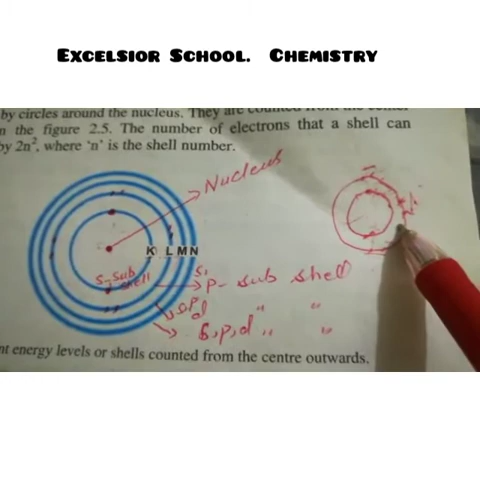 Excelsior School. Chemistry
by circles around the nucleus. They are counted from the center
n the figure 2.5. The number of electrons that a shell can
by 2n², where 'n' is the shell number.
Nucleus
K L M N
s-sub shell
s,
p- sub shell
s,p,d " "
s,p,d,, "
nt energy levels or shells counted from the centre outwards.